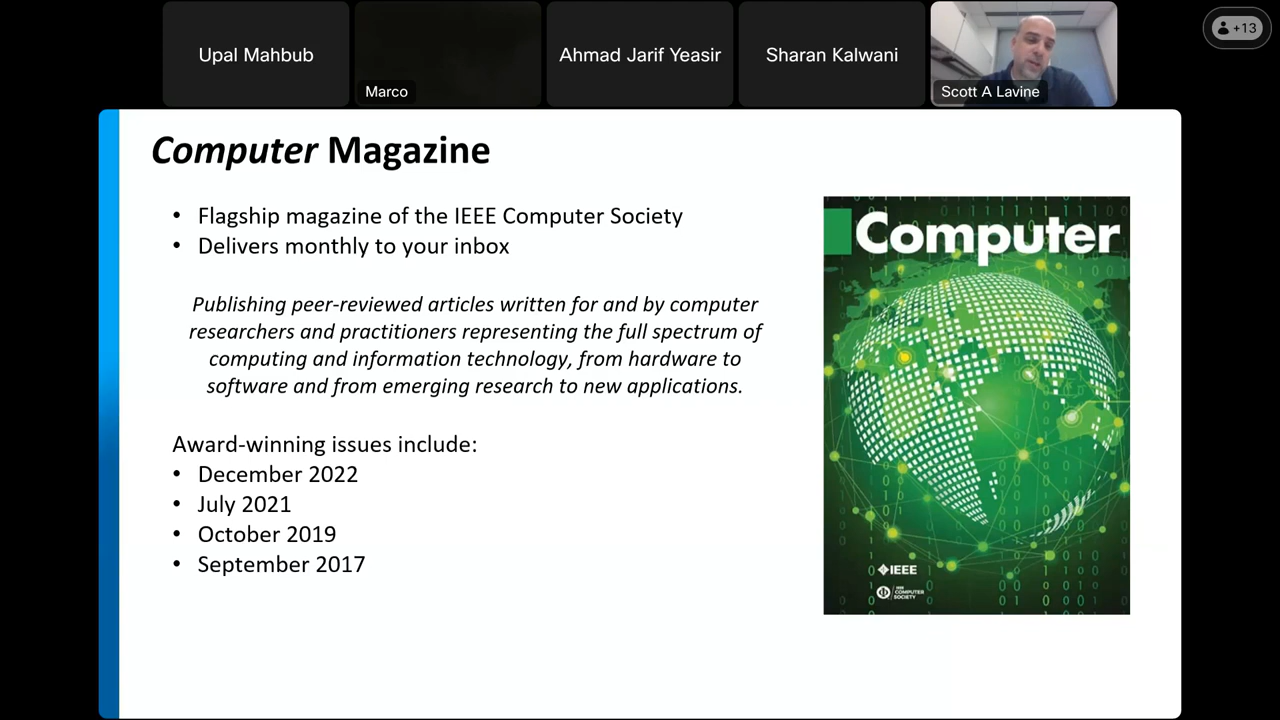 Upal Mahbub
Marco
Ahmad Jarif Yeasir
Sharan Kalwani
Scott A Lavine
+13
Computer Magazine
• Flagship magazine of the IEEE Computer Society
• Delivers monthly to your inbox
Publishing peer-reviewed articles written for and by computer
researchers and practitioners representing the full spectrum of
computing and information technology, from hardware to
software and from emerging research to new applications.
Award-winning issues include:
• December 2022
• July 2021
• October 2019
• September 2017
Computer
IEEE
IEEE
COMPUTER
SOCIETY